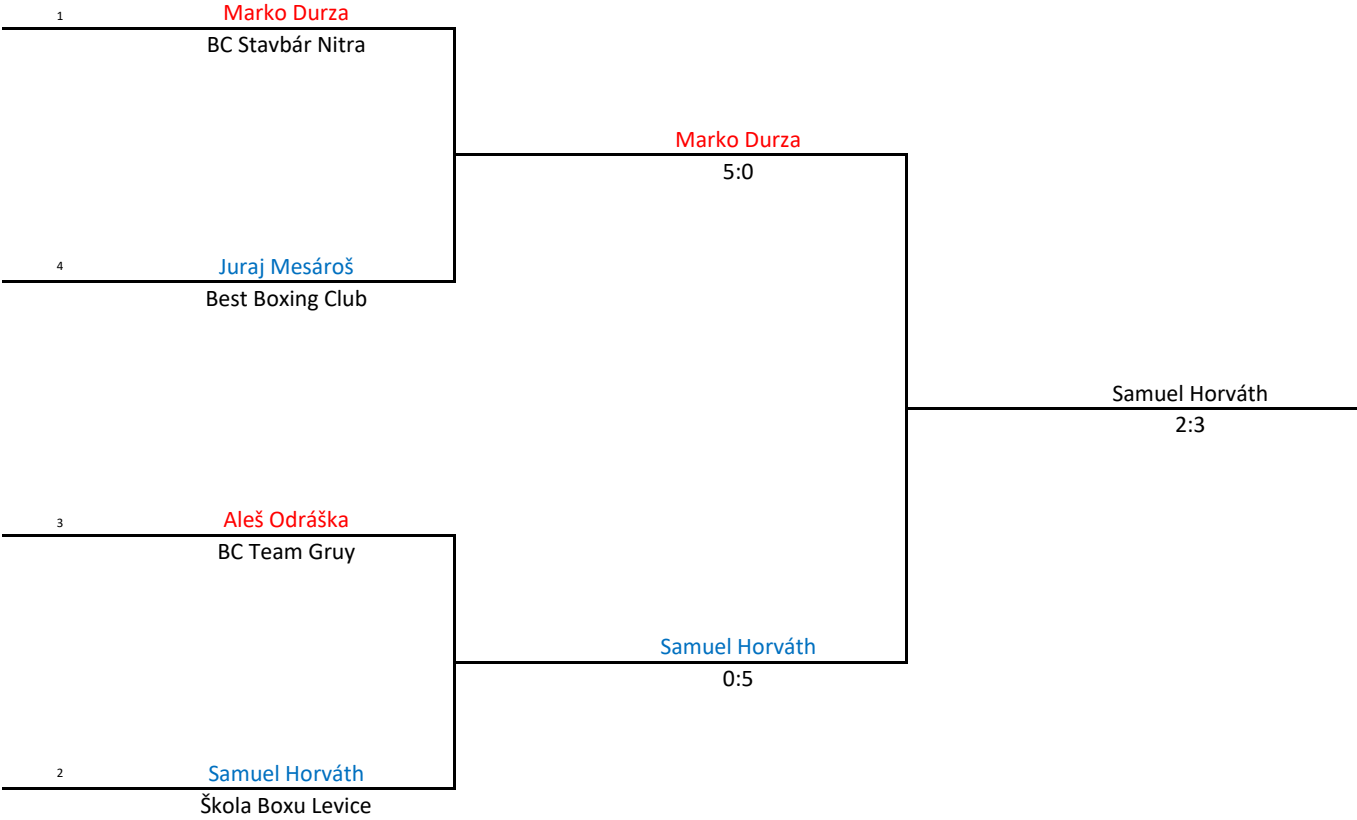 1
Marko Durza
BC Stavbár Nitra
Marko Durza
5:0
4
Juraj Mesároš
Best Boxing Club
Samuel Horváth
2:3
3
Aleš Odráška
BC Team Gruy
Samuel Horváth
0:5
2
Samuel Horváth
Škola Boxu Levice